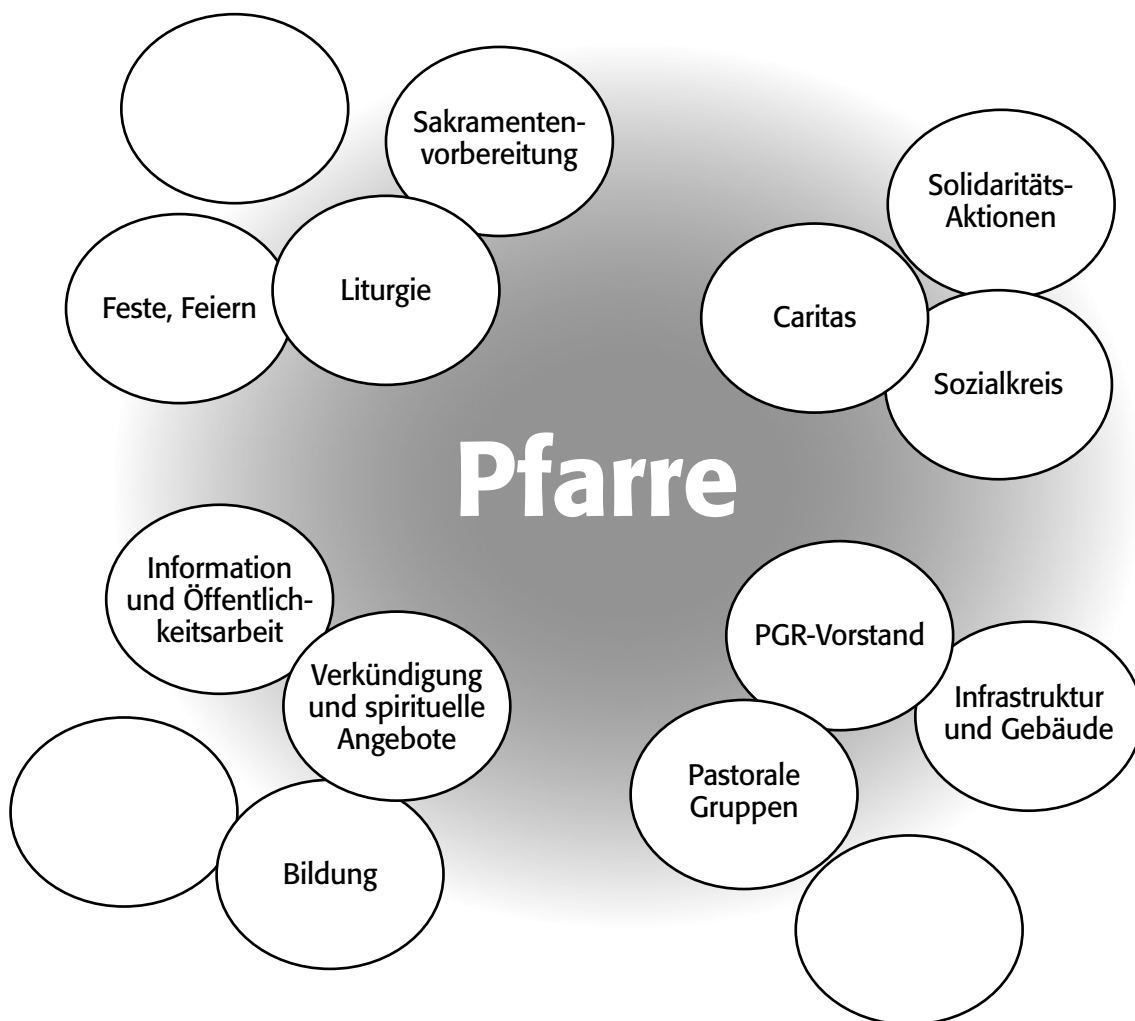 Sakramenten-
vorbereitung
Feste, Feiern
Liturgie
Solidaritäts-
Aktionen
Caritas
Sozialkreis
Pfarre
Information
und Öffentlich-
keitsarbeit
Verkündigung
und spirituelle
Angebote
Bildung
PGR-Vorstand
Infrastruktur
und Gebäude
Pastorale
Gruppen